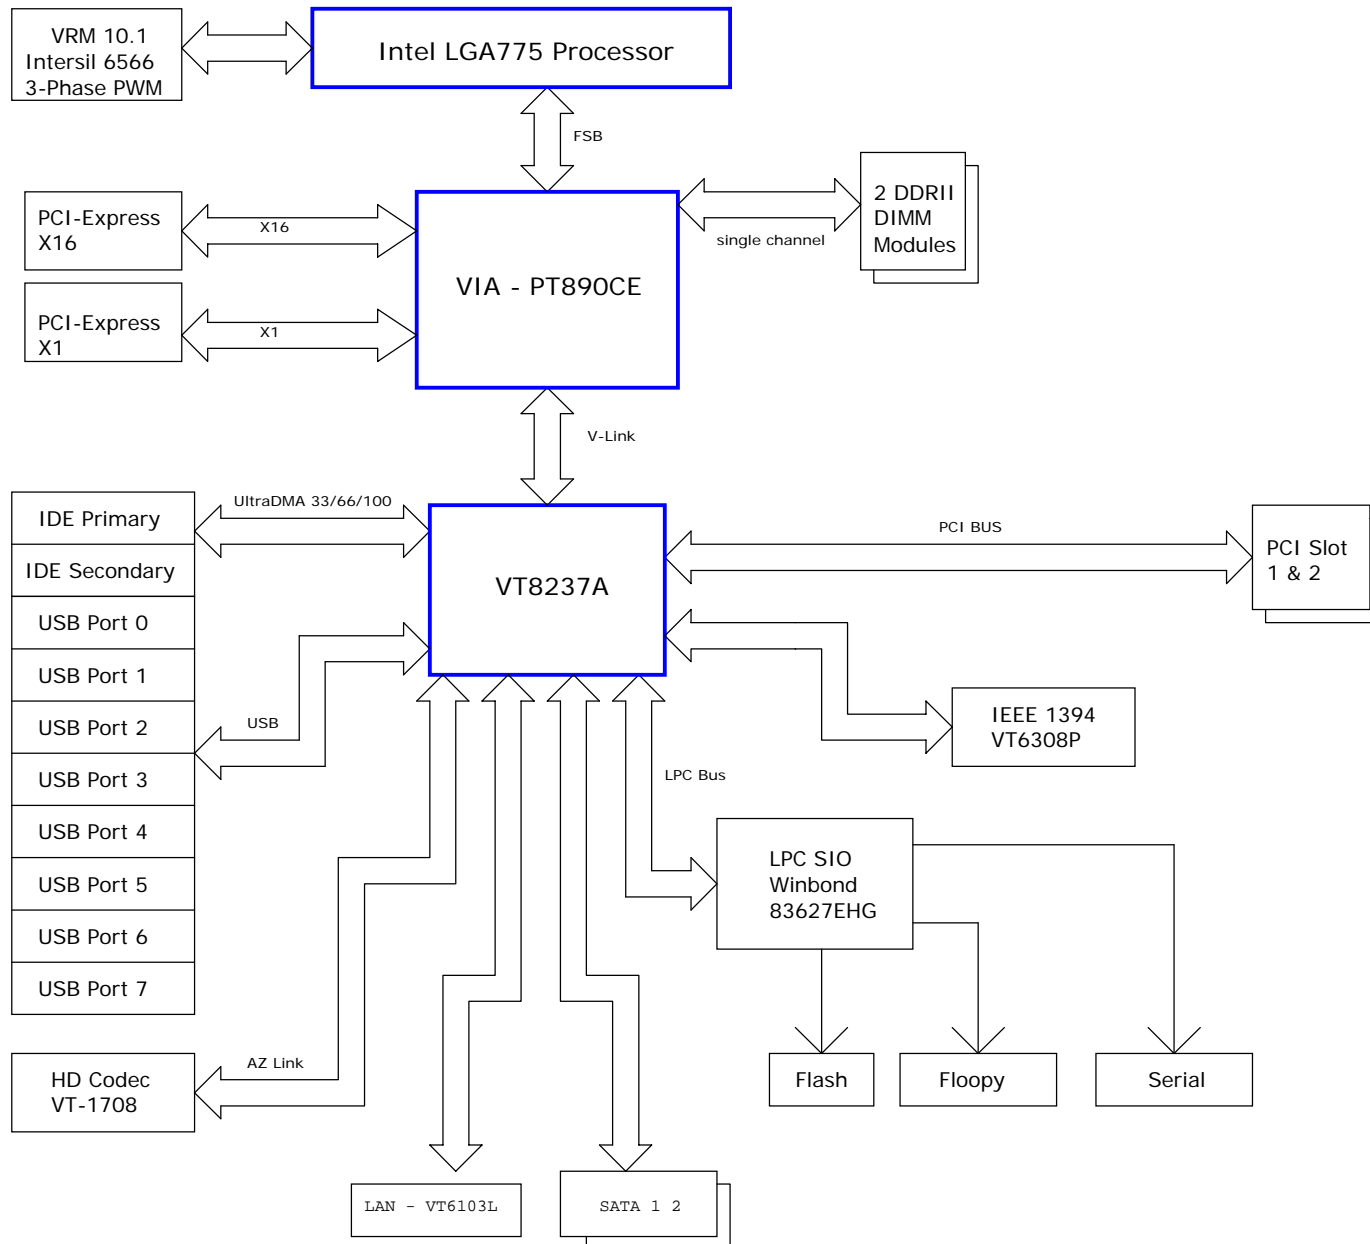 VRM 10.1
Intersil 6566
3-Phase PWM
Intel LGA775 Processor
FSB
PCI-Express
X16
X16
single channel
2 DDRII
DIMM
Modules
VIA - PT890CE
PCI-Express
X1
X1
V-Link
IDE Primary
UltraDMA 33/66/100
IDE Secondary
USB Port 0
USB Port 1
USB Port 2
USB Port 3
USB Port 4
USB Port 5
USB Port 6
USB Port 7
USB
VT8237A
PCI BUS
PCI Slot
1 & 2
IEEE 1394
VT6308P
LPC Bus
LPC SIO
Winbond
83627EHG
Flash
Floopy
Serial
HD Codec
VT-1708
AZ Link
LAN - VT6103L
SATA 1 2